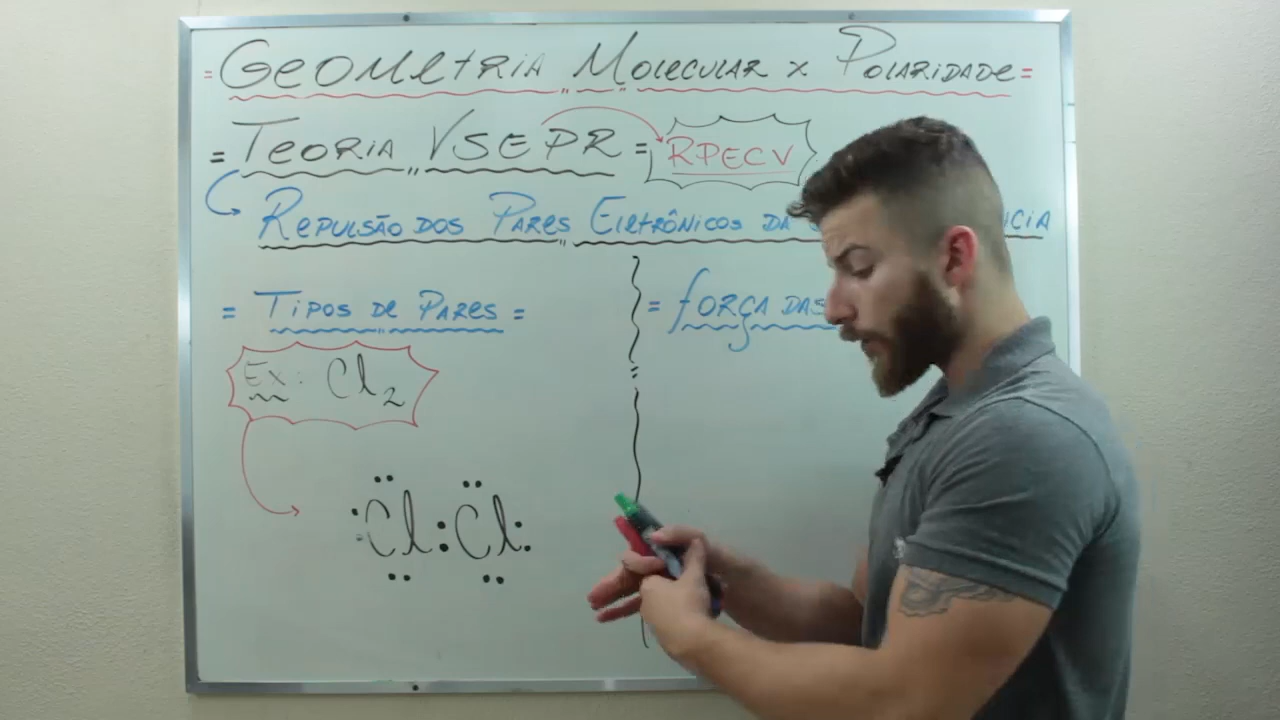 = Geometria Molecular x Polaridade =
= Teoria VSEPR = RPECV
Repulsão dos Pares Eletrônicos da
= Tipos de Pares =
= Força das
Ex: Cl2
Cl : Cl